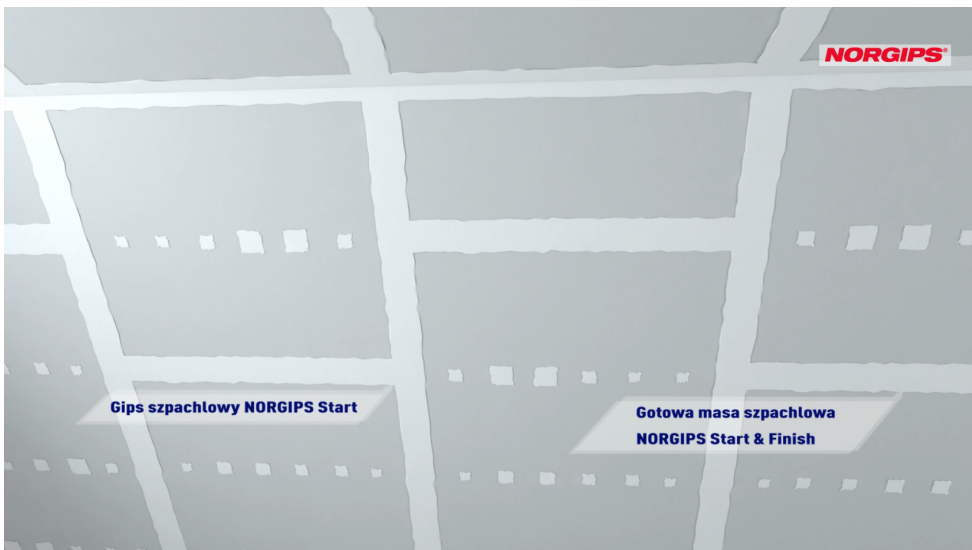 NORGIPS®
Gips szpachlowy NORGIPS Start
Gotowa masa szpachlowa
NORGIPS Start & Finish